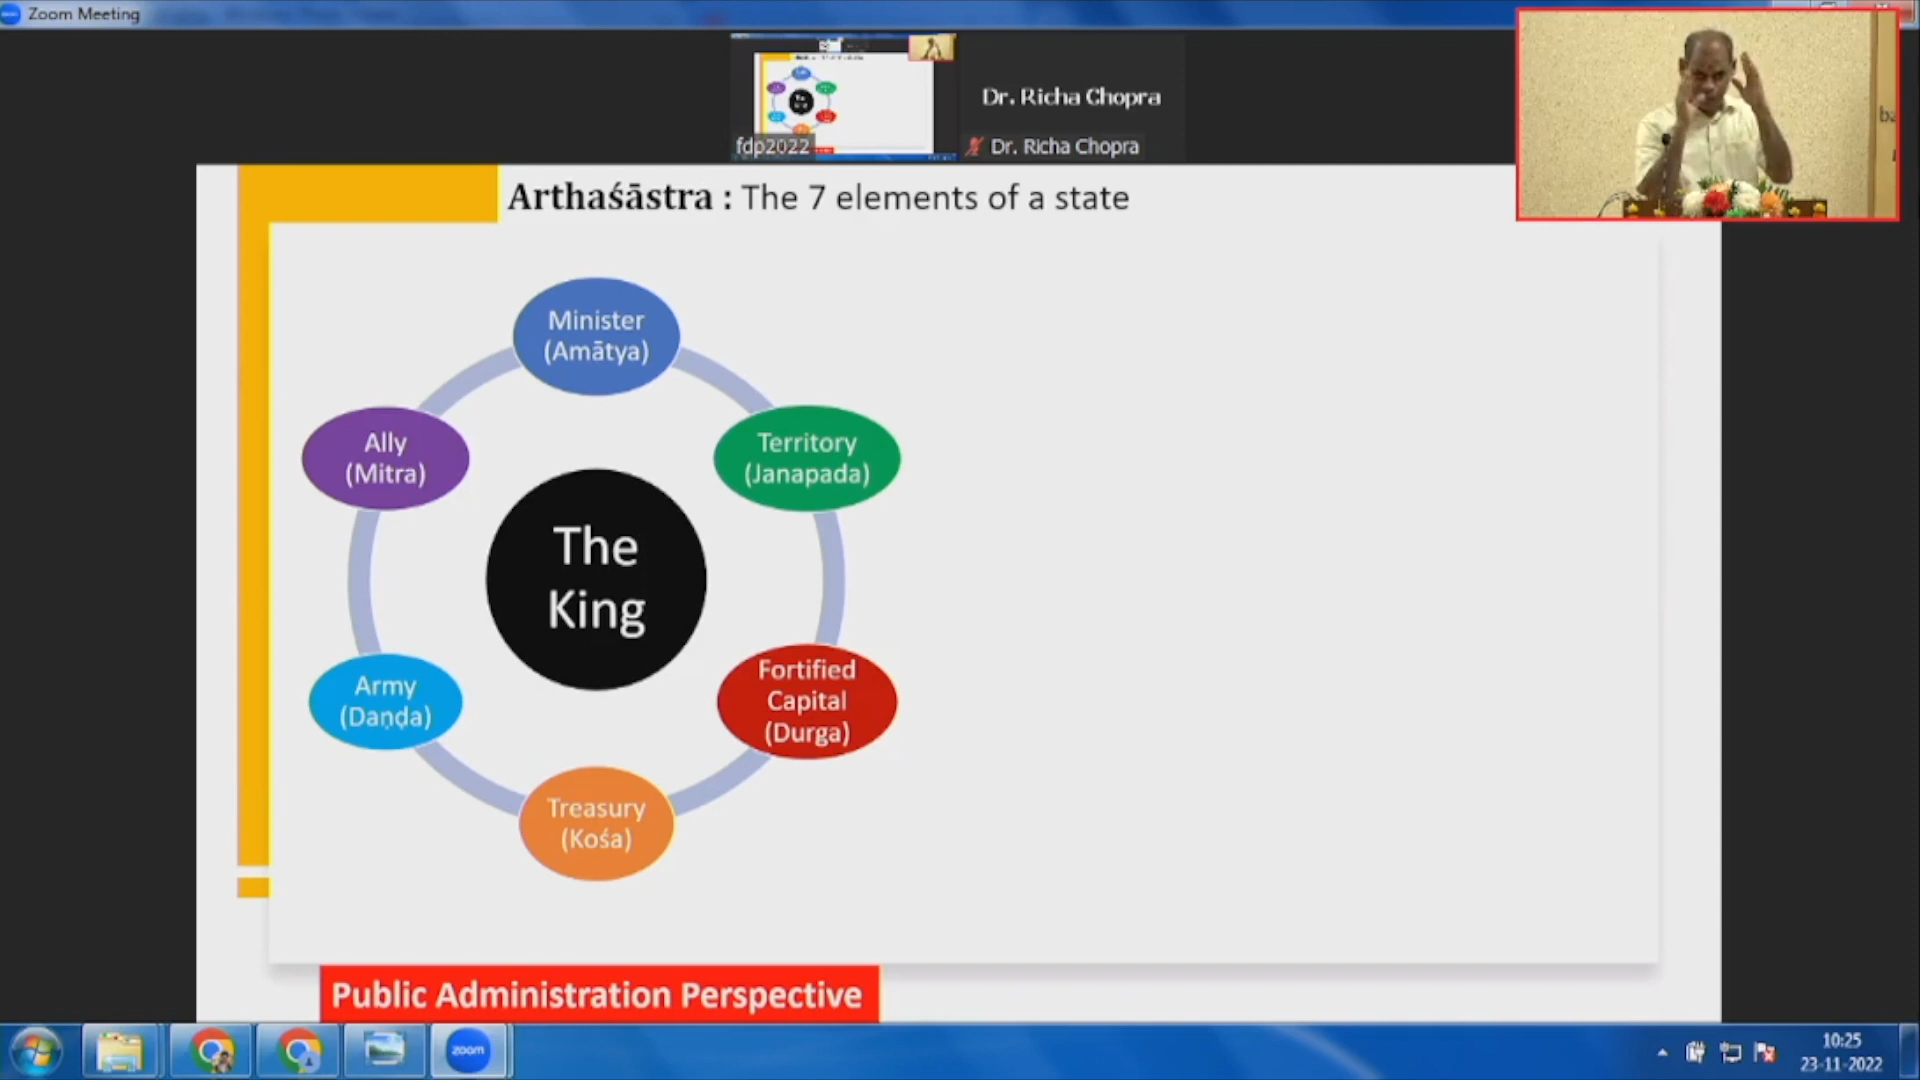 Zoom Meeting
fdp2022
Dr. Richa Chopra
Dr. Richa Chopra
Arthaśāstra : The 7 elements of a state
Minister
(Amātya)
Ally
(Mitra)
Territory
(Janapada)
The
King
Army
(Daṇḍa)
Fortified
Capital
(Durga)
Treasury
(Kośa)
Public Administration Perspective
zoom
10:25
23-11-2022